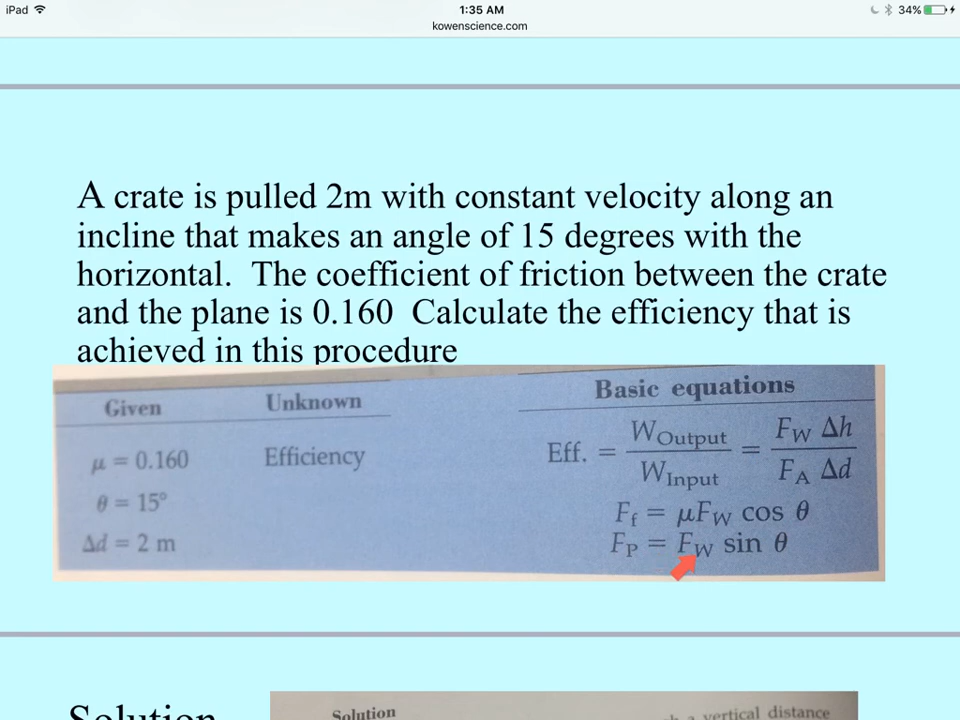 iPad
1:35 AM
34%
kowenscience.com
A crate is pulled 2m with constant velocity along an
incline that makes an angle of 15 degrees with the
horizontal. The coefficient of friction between the crate
and the plane is 0.160 Calculate the efficiency that is
achieved in this procedure
Given Unknown Basic equations
μ = 0.160 Efficiency Eff. = W_Output / W_Input = F_W Δh / F_A Δd
θ = 15° F_f = μF_W cos θ
Δd = 2 m F_P = F_W sin θ
Solution
Solution a vertical distance